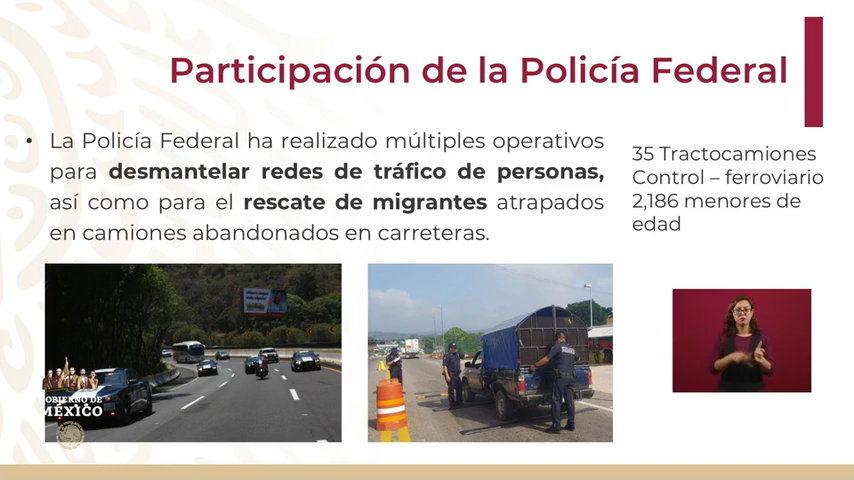 Participación de la Policía Federal
• La Policía Federal ha realizado múltiples operativos
para desmantelar redes de tráfico de personas,
así como para el rescate de migrantes atrapados
en camiones abandonados en carreteras.
35 Tractocamiones
Control – ferroviario
2,186 menores de
edad
GOBIERNO DE
MÉXICO